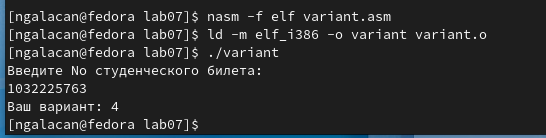 [ngalacan@fedora lab07]$ nasm -f elf variant.asm
[ngalacan@fedora lab07]$ ld -m elf_i386 -o variant variant.o
[ngalacan@fedora lab07]$ ./variant
Введите No студенческого билета:
1032225763
Ваш вариант: 4
[ngalacan@fedora lab07]$